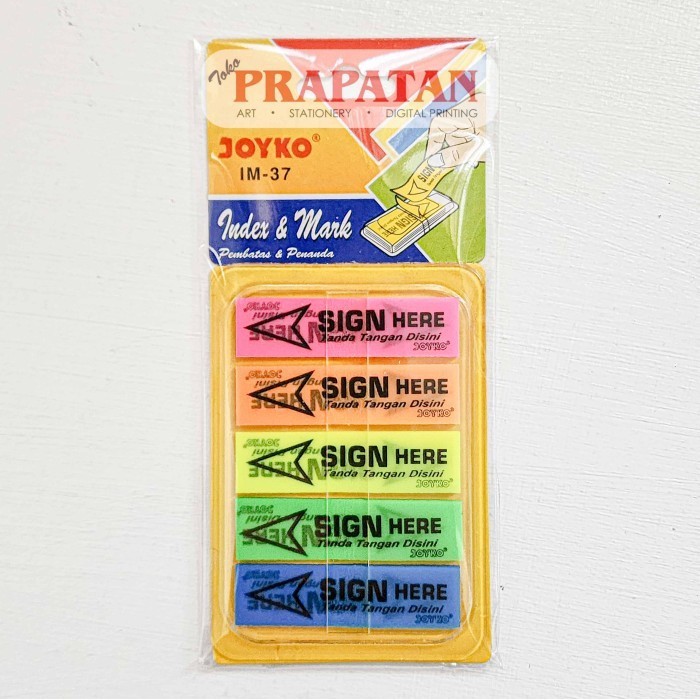 Toko
PRAPATAN
ART • STATIONERY • DIGITAL PRINTING
JOYKO®
IM-37
Index & Mark
Pembatas & Penanda
SIGN
SIGN HERE
Tanda Tangan Disini
JOYKO®
SIGN HERE
Tanda Tangan Disini
JOYKO®
SIGN HERE
Tanda Tangan Disini
JOYKO®
SIGN HERE
Tanda Tangan Disini
JOYKO®
SIGN HERE
Tanda Tangan Disini
JOYKO®